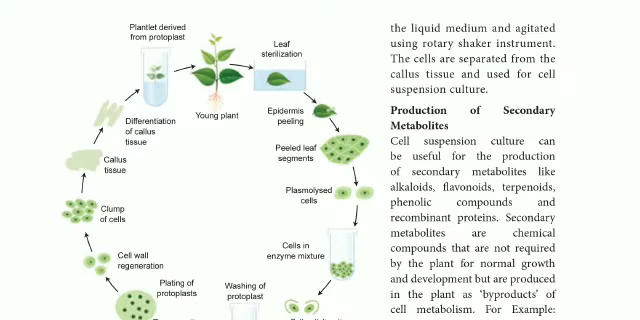 Plantlet derived
from protoplast
Leaf
sterilization
Young plant
Epidermis
peeling
Differentiation
of callus
tissue
Peeled leaf
segments
Callus
tissue
Plasmolysed
cells
Clump
of cells
Cells in
enzyme mixture
Cell wall
regeneration
Plating of
protoplasts
Washing of
protoplast
the liquid medium and agitated
using rotary shaker instrument.
The cells are separated from the
callus tissue and used for cell
suspension culture.
Production of Secondary
Metabolites
Cell suspension culture can
be useful for the production
of secondary metabolites like
alkaloids, flavonoids, terpenoids,
phenolic compounds and
recombinant proteins. Secondary
metabolites are chemical
compounds that are not required
by the plant for normal growth
and development but are produced
in the plant as ‘byproducts’ of
cell metabolism. For Example: